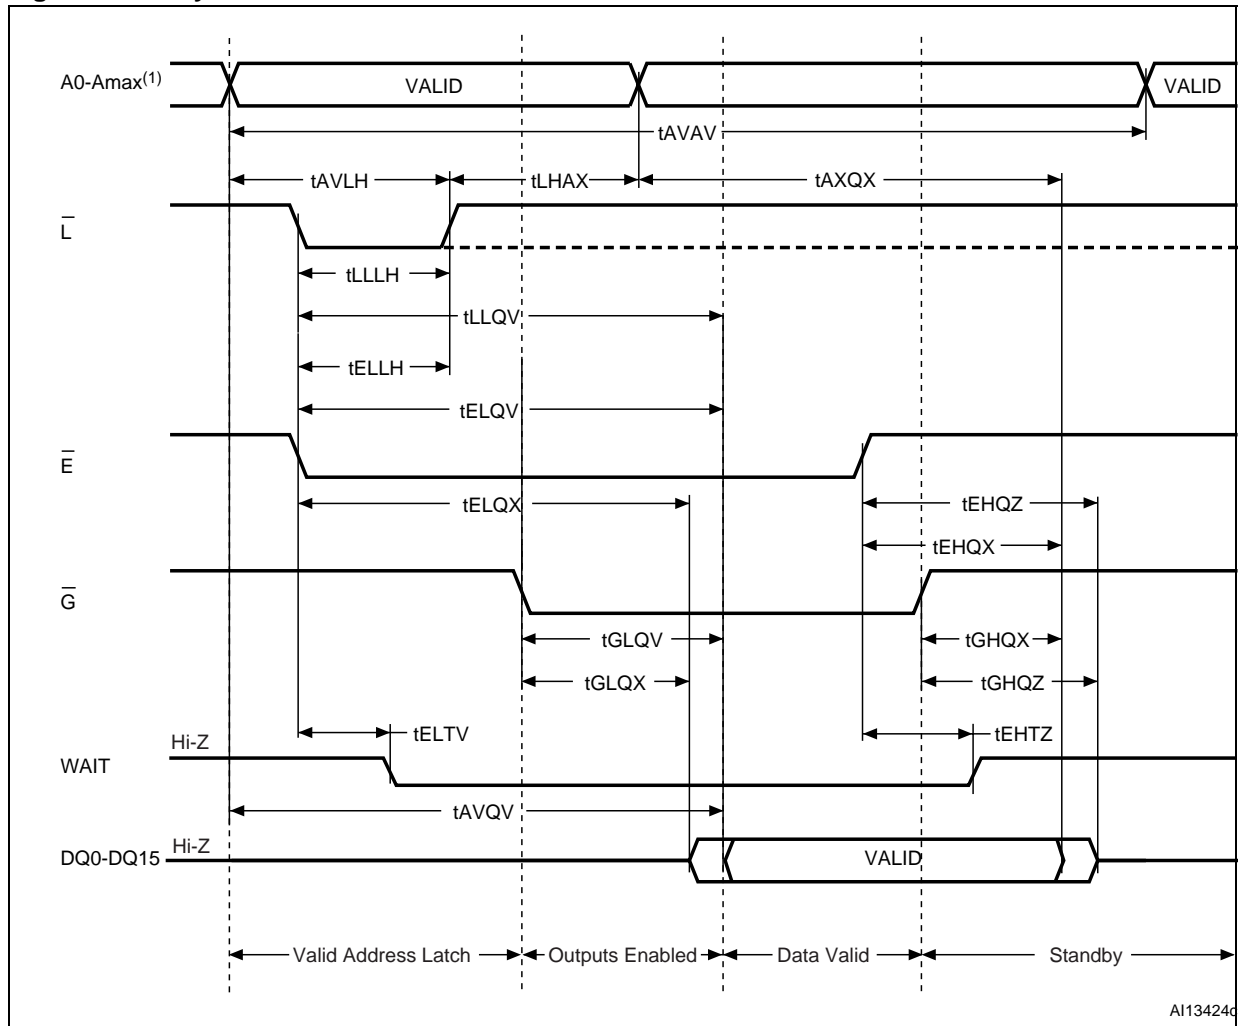 A0-Amax(1)
VALID
VALID
tAVAV
tAVLH
tLHAX
tAXQX
L
tLLLH
tLLQV
tELLH
tELQV
E
tELQX
tEHQZ
tEHQX
G
tGLQV
tGHQX
tGLQX
tGHQZ
tELTV
tEHTZ
Hi-Z
WAIT
tAVQV
Hi-Z
DQ0-DQ15
VALID
Valid Address Latch
Outputs Enabled
Data Valid
Standby